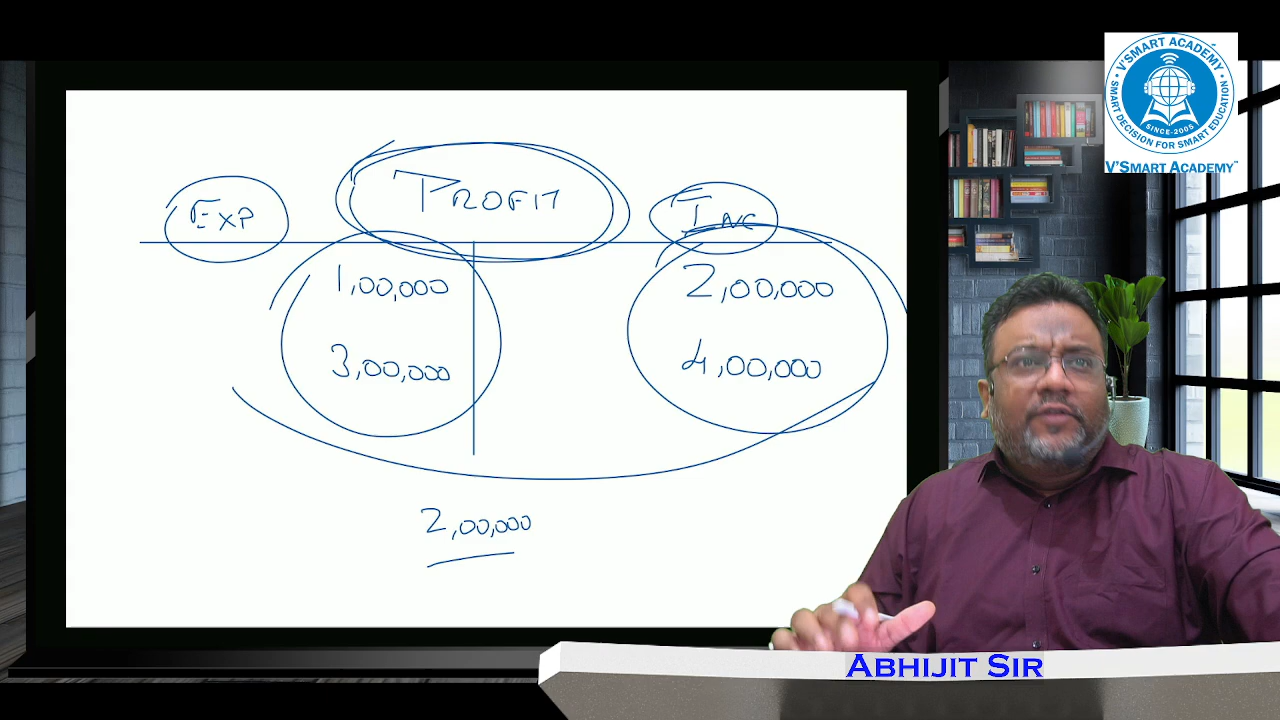 PROFIT
EXP
INC
1,00,000
2,00,000
3,00,000
4,00,000
2,00,000
V'SMART ACADEMY
SMART DECISION FOR SMART EDUCATION
SINCE-2005
V'SMART ACADEMY™
ABHIJIT SIR